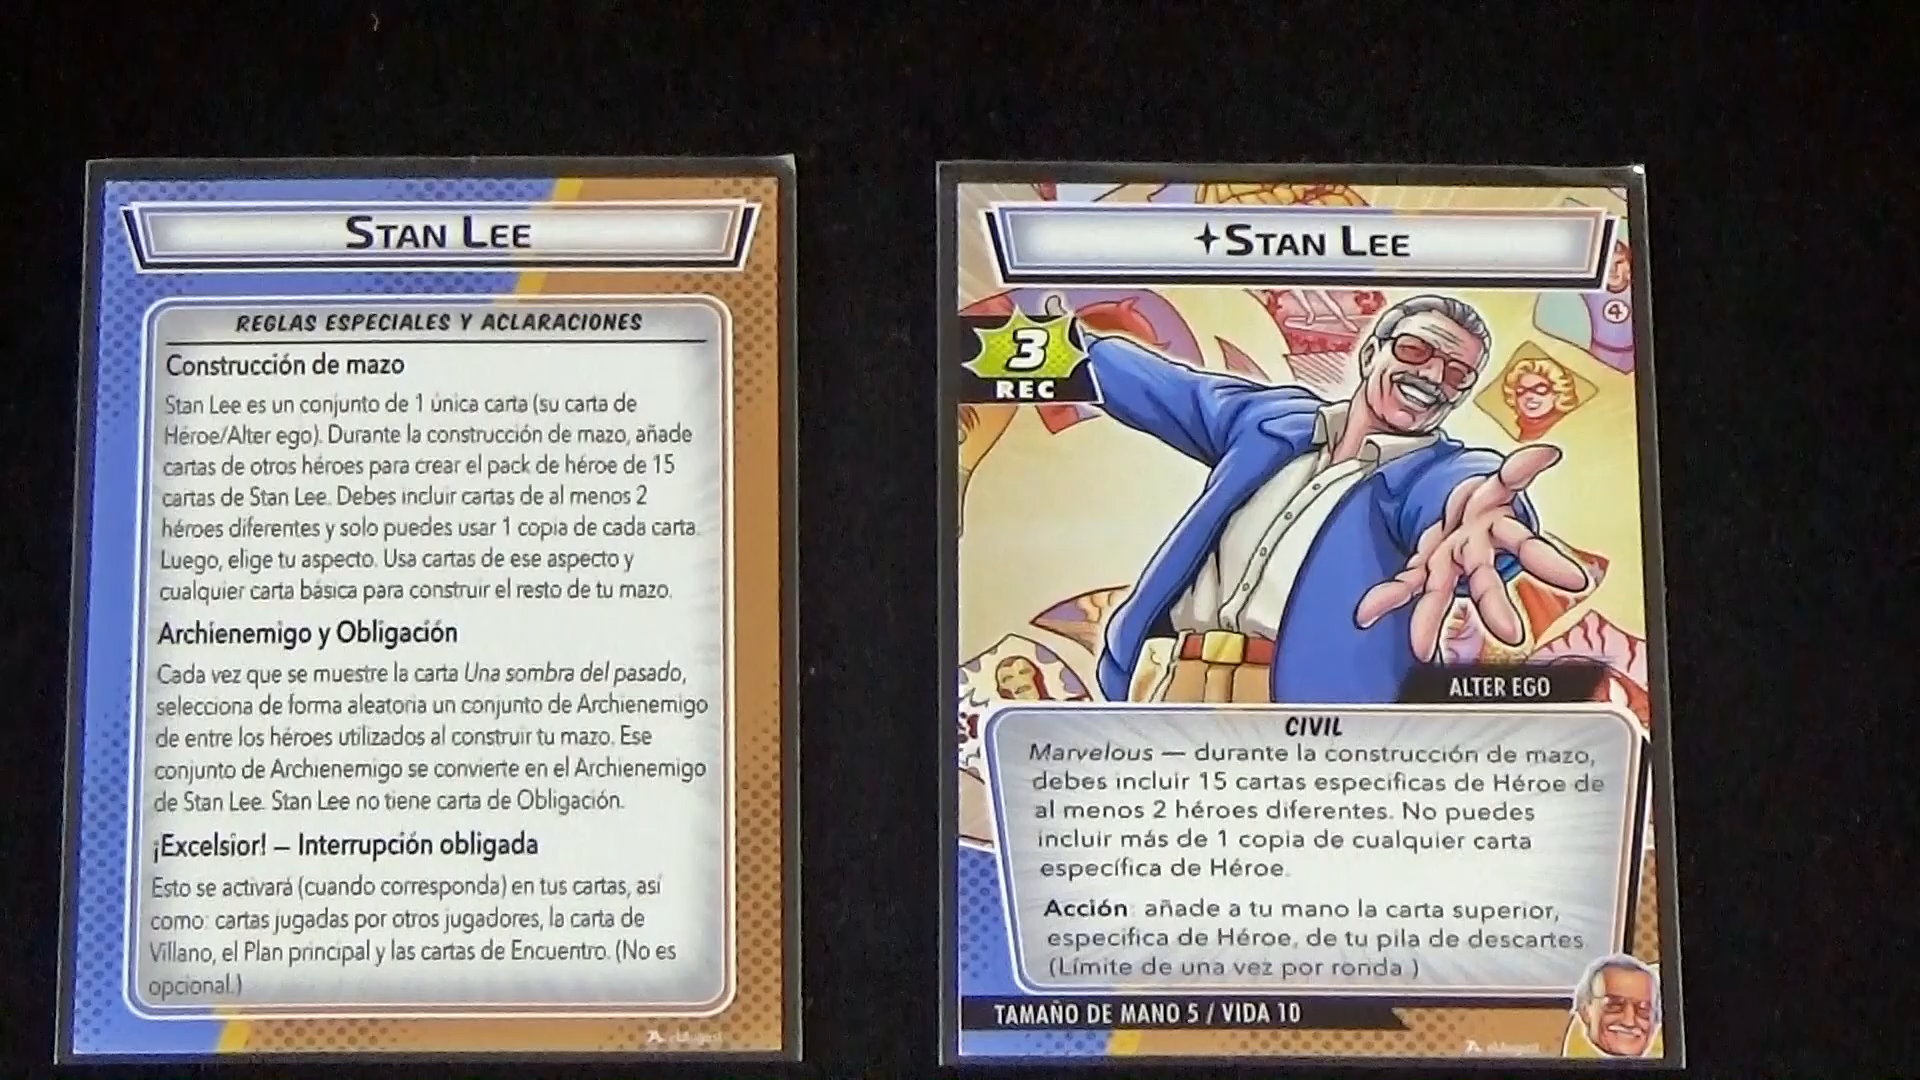 STAN LEE
REGLAS ESPECIALES Y ACLARACIONES
Construcción de mazo
Stan Lee es un conjunto de 1 única carta (su carta de
Héroe/Alter ego). Durante la construcción de mazo, añade
cartas de otros héroes para crear el pack de héroe de 15
cartas de Stan Lee. Debes incluir cartas de al menos 2
héroes diferentes y solo puedes usar 1 copia de cada carta.
Luego, elige tu aspecto. Usa cartas de ese aspecto y
cualquier carta básica para construir el resto de tu mazo.
Archienemigo y Obligación
Cada vez que se muestre la carta Una sombra del pasado,
selecciona de forma aleatoria un conjunto de Archienemigo
de entre los héroes utilizados al construir tu mazo. Ese
conjunto de Archienemigo se convierte en el Archienemigo
de Stan Lee. Stan Lee no tiene carta de Obligación.
¡Excelsior! – Interrupción obligada
Esto se activará (cuando corresponda) en tus cartas, así
como: cartas jugadas por otros jugadores, la carta de
Villano, el Plan principal y las cartas de Encuentro. (No es
opcional.)
STAN LEE
3
REC
4
ALTER EGO
CIVIL
Marvelous — durante la construcción de mazo,
debes incluir 15 cartas específicas de Héroe de
al menos 2 héroes diferentes. No puedes
incluir más de 1 copia de cualquier carta
específica de Héroe.
Acción: añade a tu mano la carta superior,
específica de Héroe, de tu pila de descartes.
(Límite de una vez por ronda.)
TAMAÑO DE MANO 5 / VIDA 10